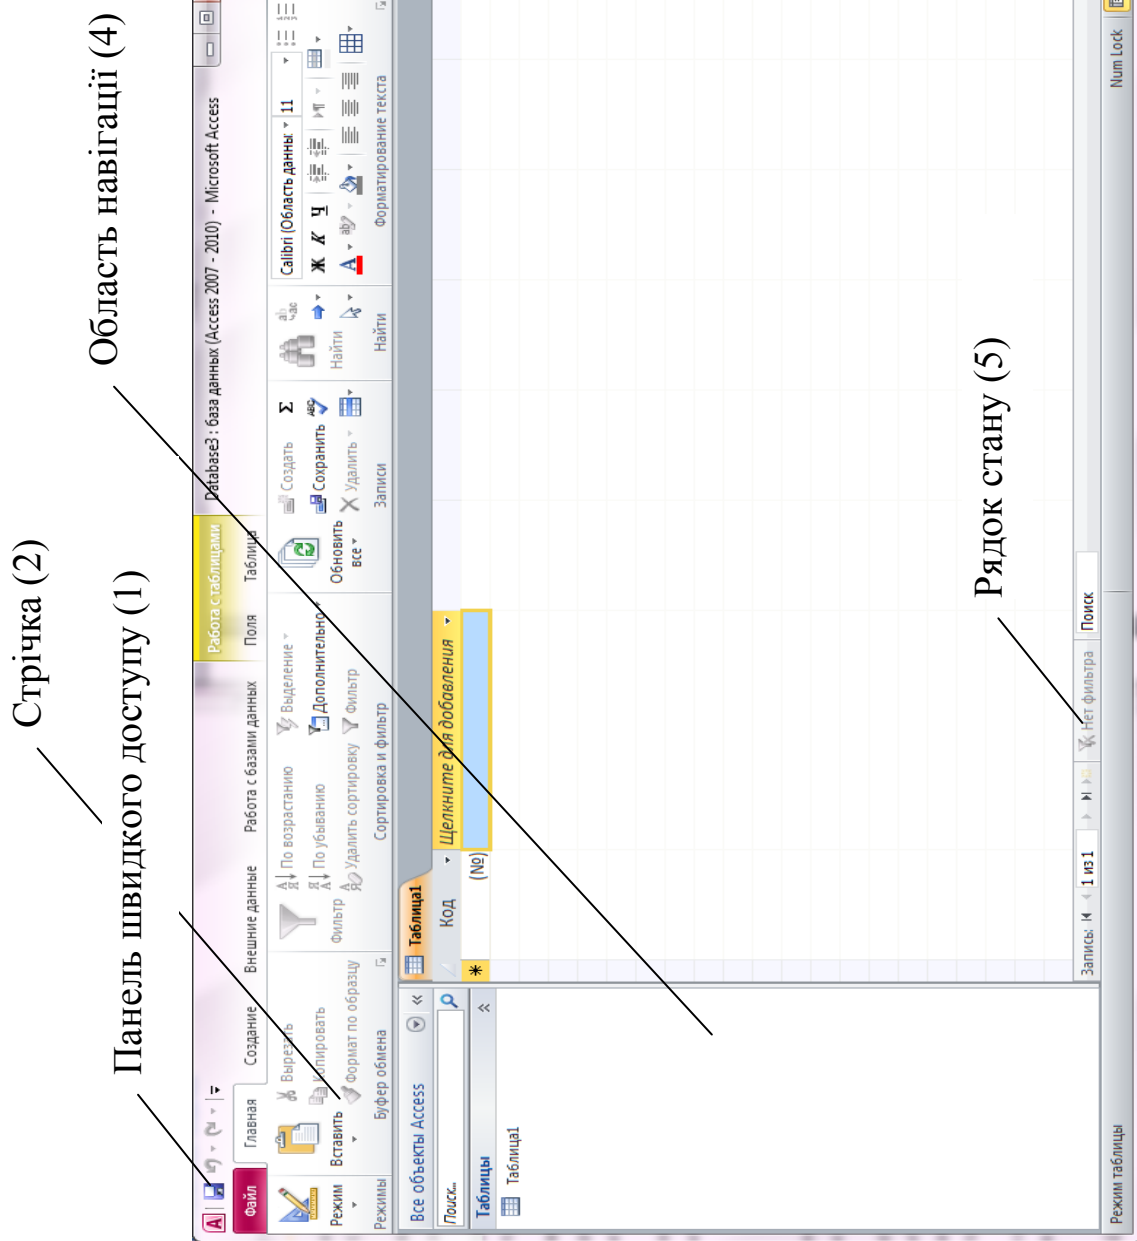 Стрічка (2)
Панель швидкого доступу (1)
Область навігації (4)
Database3 : база данных (Access 2007 - 2010) - Microsoft Access
Работа с таблицами
Файл Главная Создание Внешние данные Работа с базами данных Поля Таблица
Режим
Режимы
Вставить
Вырезать
Копировать
Формат по образцу
Буфер обмена
Фильтр
По возрастанию
По убыванию
Удалить сортировку
Выделение
Дополнительно
Фильтр
Сортировка и фильтр
Обновить
все
Создать
Сохранить
Удалить
Записи
Найти
Найти
Calibri (Область данны: 11
Ж К Ч
Форматирование текста
Все объекты Access
Поиск...
Таблицы
Таблица1
Таблица1
Код Щелкните для добавления
(№)
Рядок стану (5)
Запись: 1 из 1 Нет фильтра Поиск
Режим таблицы Num Lock